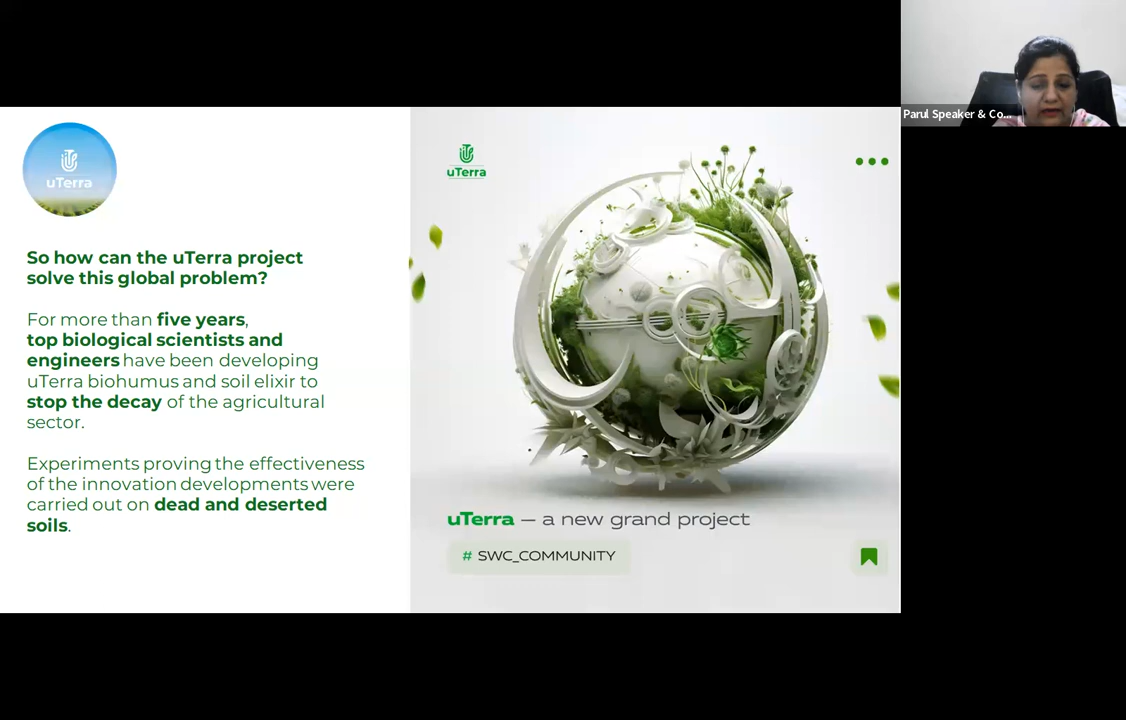 uTerra
So how can the uTerra project
solve this global problem?
For more than five years,
top biological scientists and
engineers have been developing
uTerra biohumus and soil elixir to
stop the decay of the agricultural
sector.
Experiments proving the effectiveness
of the innovation developments were
carried out on dead and deserted
soils.
uTerra
uTerra — a new grand project
# SWC_COMMUNITY
Parul Speaker & Co...